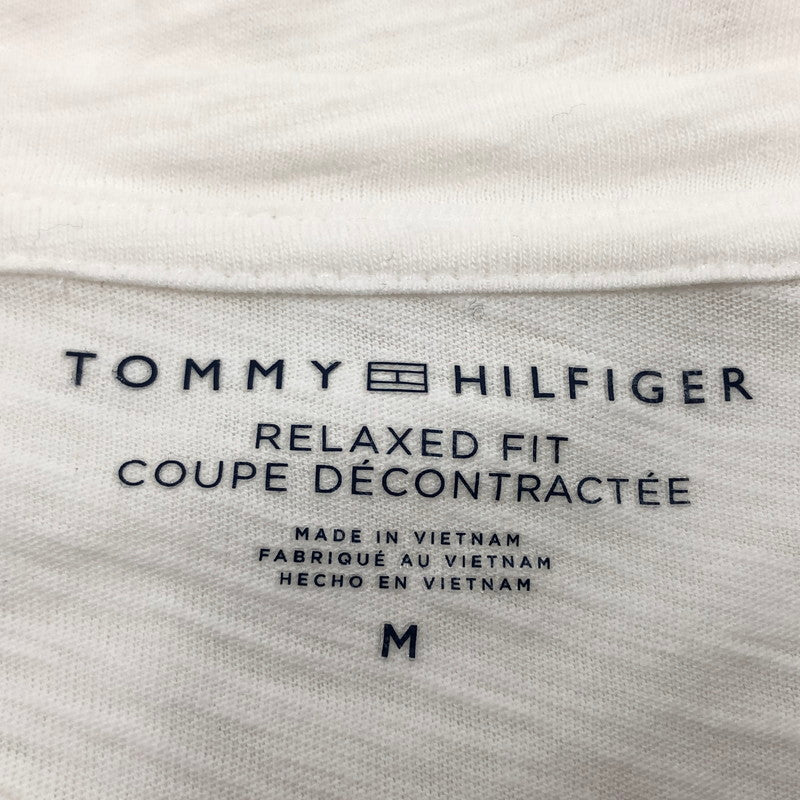 TOMMY HILFIGER
RELAXED FIT
COUPE DÉCONTRACTÉE
MADE IN VIETNAM
FABRIQUÉ AU VIETNAM
HECHO EN VIETNAM
M